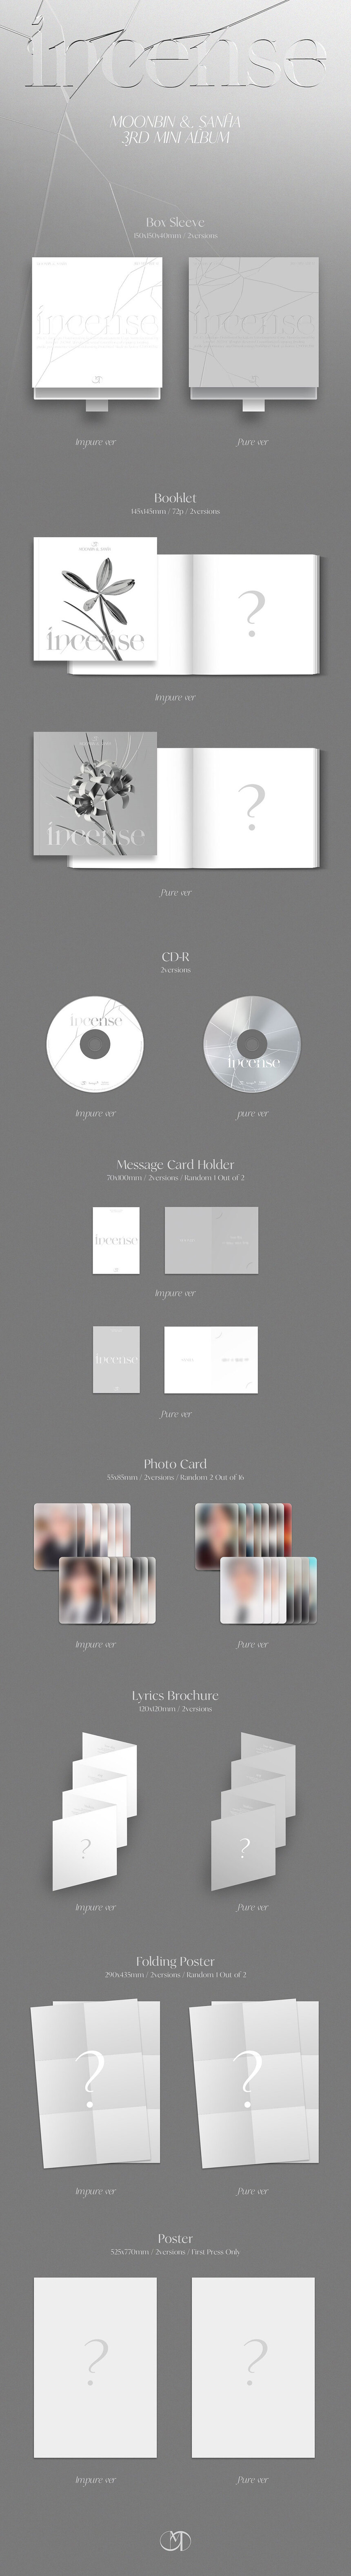 incense
MOONBIN & SANHA
3RD MINI ALBUM
Box Sleeve
150x150x40mm / 2versions
incense
incense
Impure ver
Pure ver
Booklet
145x145mm / 72p / 2versions
MOONBIN & SANHA
incense
?
Impure ver
incense
?
Pure ver
CD-R
2versions
incense
incense
Impure ver
pure ver
Message Card Holder
70x100mm / 2versions / Random 1 Out of 2
incense
Impure ver
incense
Pure ver
Photo Card
55x85mm / 2versions / Random 2 Out of 16
Impure ver
Pure ver
Lyrics Brochure
120x120mm / 2versions
?
?
Impure ver
Pure ver
Folding Poster
290x435mm / 2versions / Random 1 Out of 2
?
?
Impure ver
Pure ver
Poster
525x770mm / 2versions / First Press Only
?
?
Impure ver
Pure ver